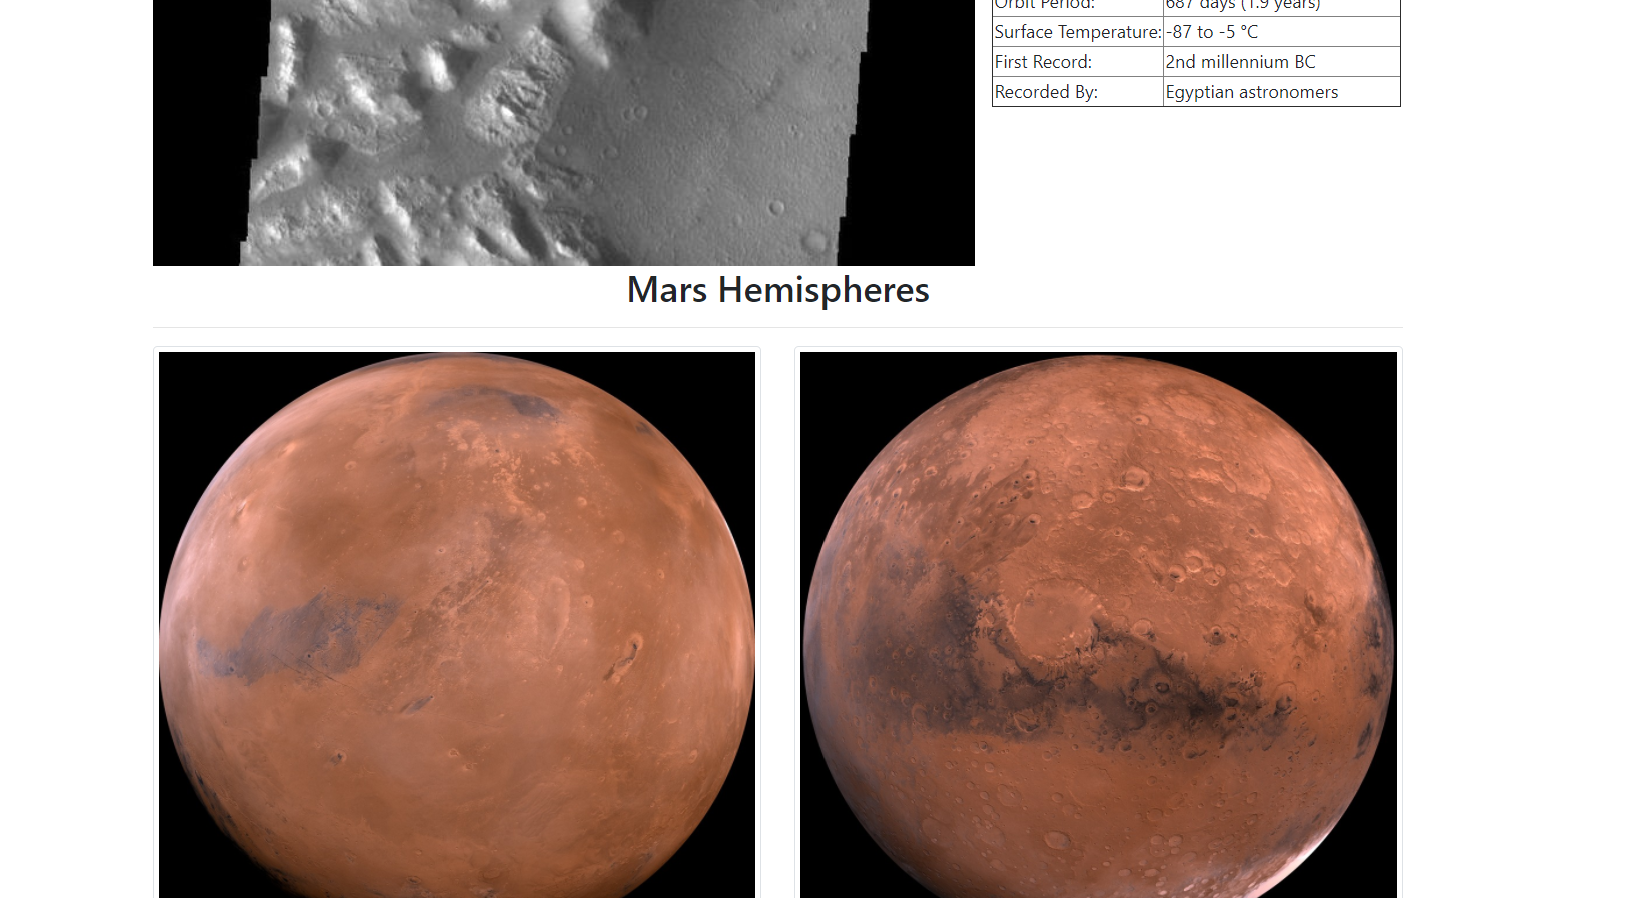 Orbit Period: 687 days (1.9 years)
Surface Temperature: -87 to -5 °C
First Record: 2nd millennium BC
Recorded By: Egyptian astronomers
Mars Hemispheres